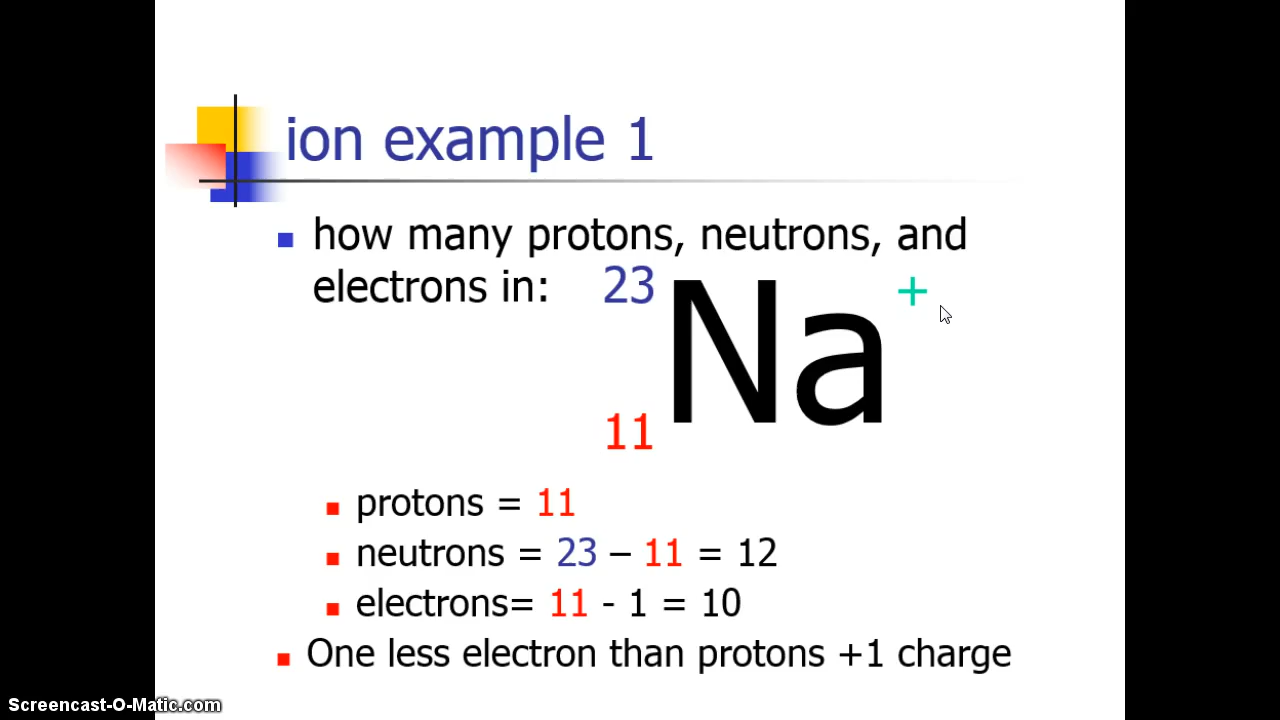 ion example 1
how many protons, neutrons, and
electrons in: 23
Na +
11
protons = 11
neutrons = 23 – 11 = 12
electrons= 11 - 1 = 10
One less electron than protons +1 charge
Screencast-O-Matic.com